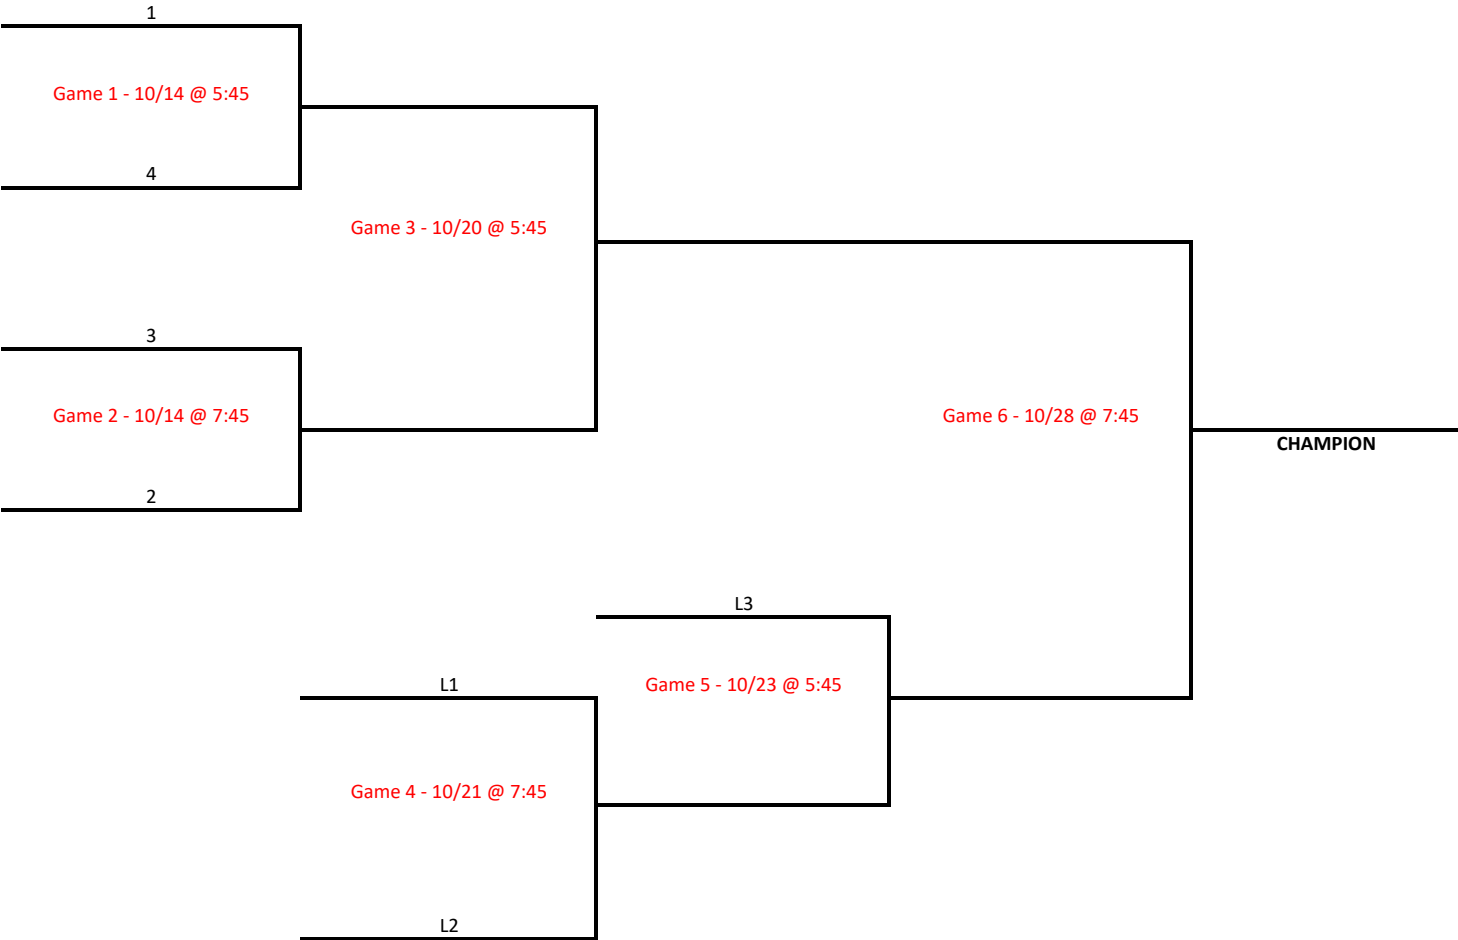 1
Game 1 - 10/14 @ 5:45
4
Game 3 - 10/20 @ 5:45
3
Game 2 - 10/14 @ 7:45
Game 6 - 10/28 @ 7:45
CHAMPION
2
L3
L1
Game 5 - 10/23 @ 5:45
Game 4 - 10/21 @ 7:45
L2